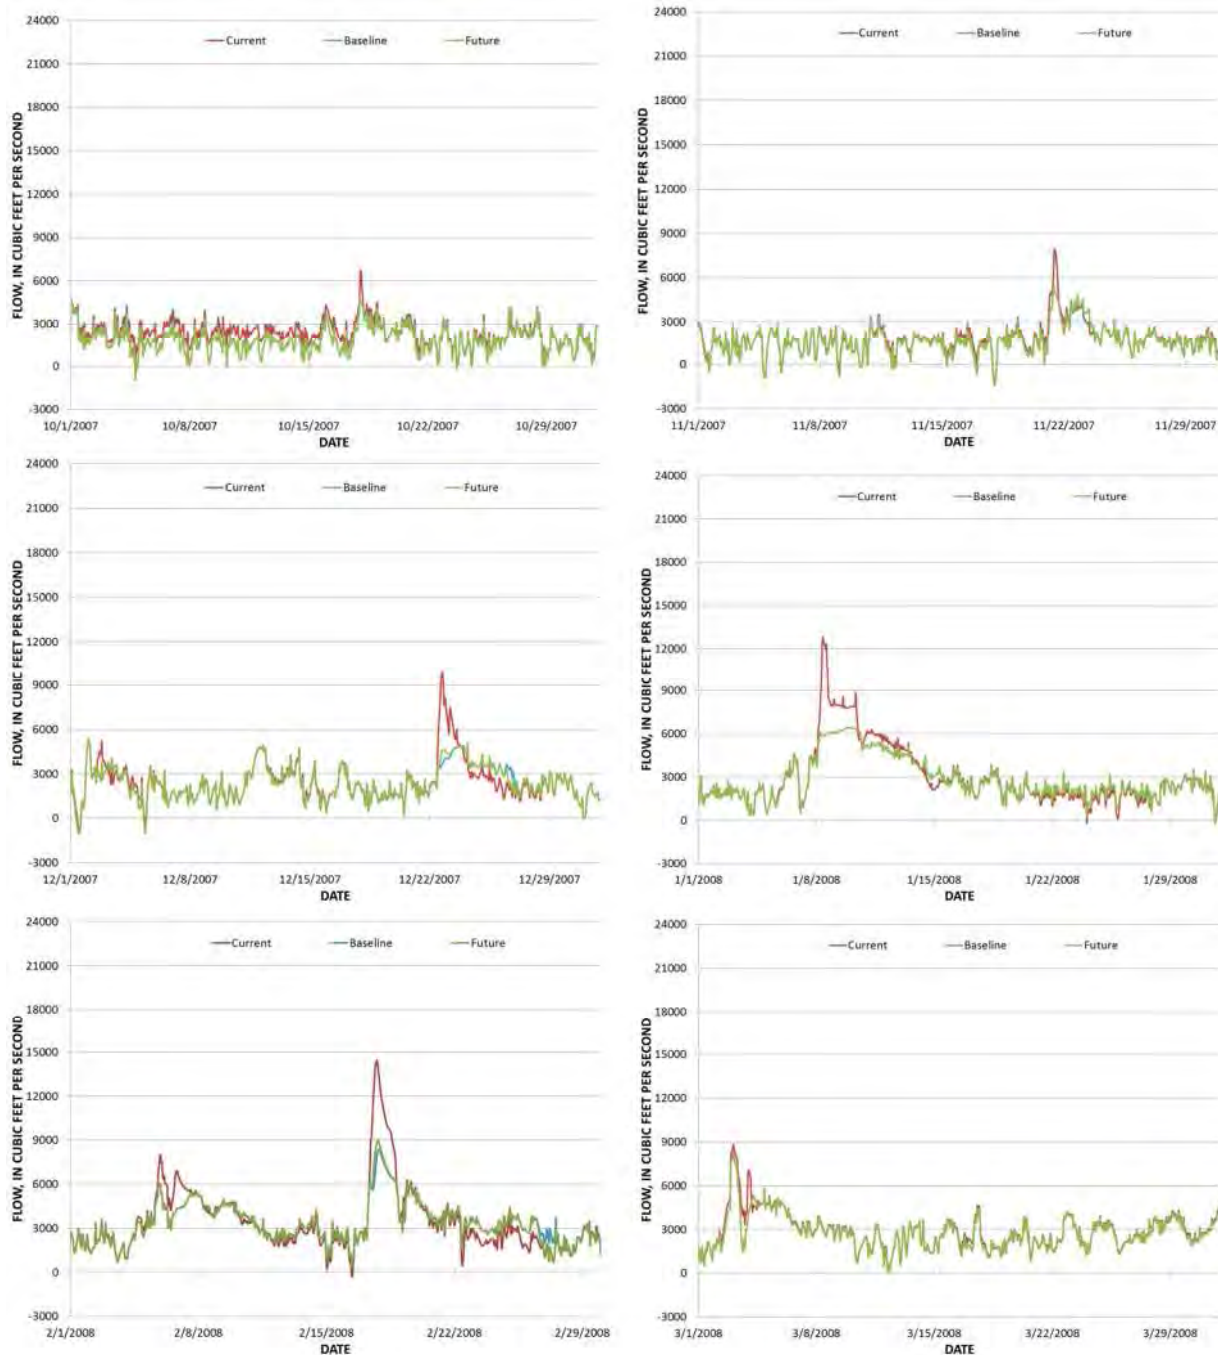 24000
Current Baseline Future
21000
18000
15000
12000
9000
6000
3000
0
-3000
FLOW, IN CUBIC FEET PER SECOND
10/1/2007 10/8/2007 10/15/2007 10/22/2007 10/29/2007
DATE
24000
Current Baseline Future
21000
18000
15000
12000
9000
6000
3000
0
-3000
FLOW, IN CUBIC FEET PER SECOND
11/1/2007 11/8/2007 11/15/2007 11/22/2007 11/29/2007
DATE
24000
Current Baseline Future
21000
18000
15000
12000
9000
6000
3000
0
-3000
FLOW, IN CUBIC FEET PER SECOND
12/1/2007 12/8/2007 12/15/2007 12/22/2007 12/29/2007
DATE
24000
Current Baseline Future
21000
18000
15000
12000
9000
6000
3000
0
-3000
FLOW, IN CUBIC FEET PER SECOND
1/1/2008 1/8/2008 1/15/2008 1/22/2008 1/29/2008
DATE
24000
Current Baseline Future
21000
18000
15000
12000
9000
6000
3000
0
-3000
FLOW, IN CUBIC FEET PER SECOND
2/1/2008 2/8/2008 2/15/2008 2/22/2008 2/29/2008
DATE
24000
Current Baseline Future
21000
18000
15000
12000
9000
6000
3000
0
-3000
FLOW, IN CUBIC FEET PER SECOND
3/1/2008 3/8/2008 3/15/2008 3/22/2008 3/29/2008
DATE